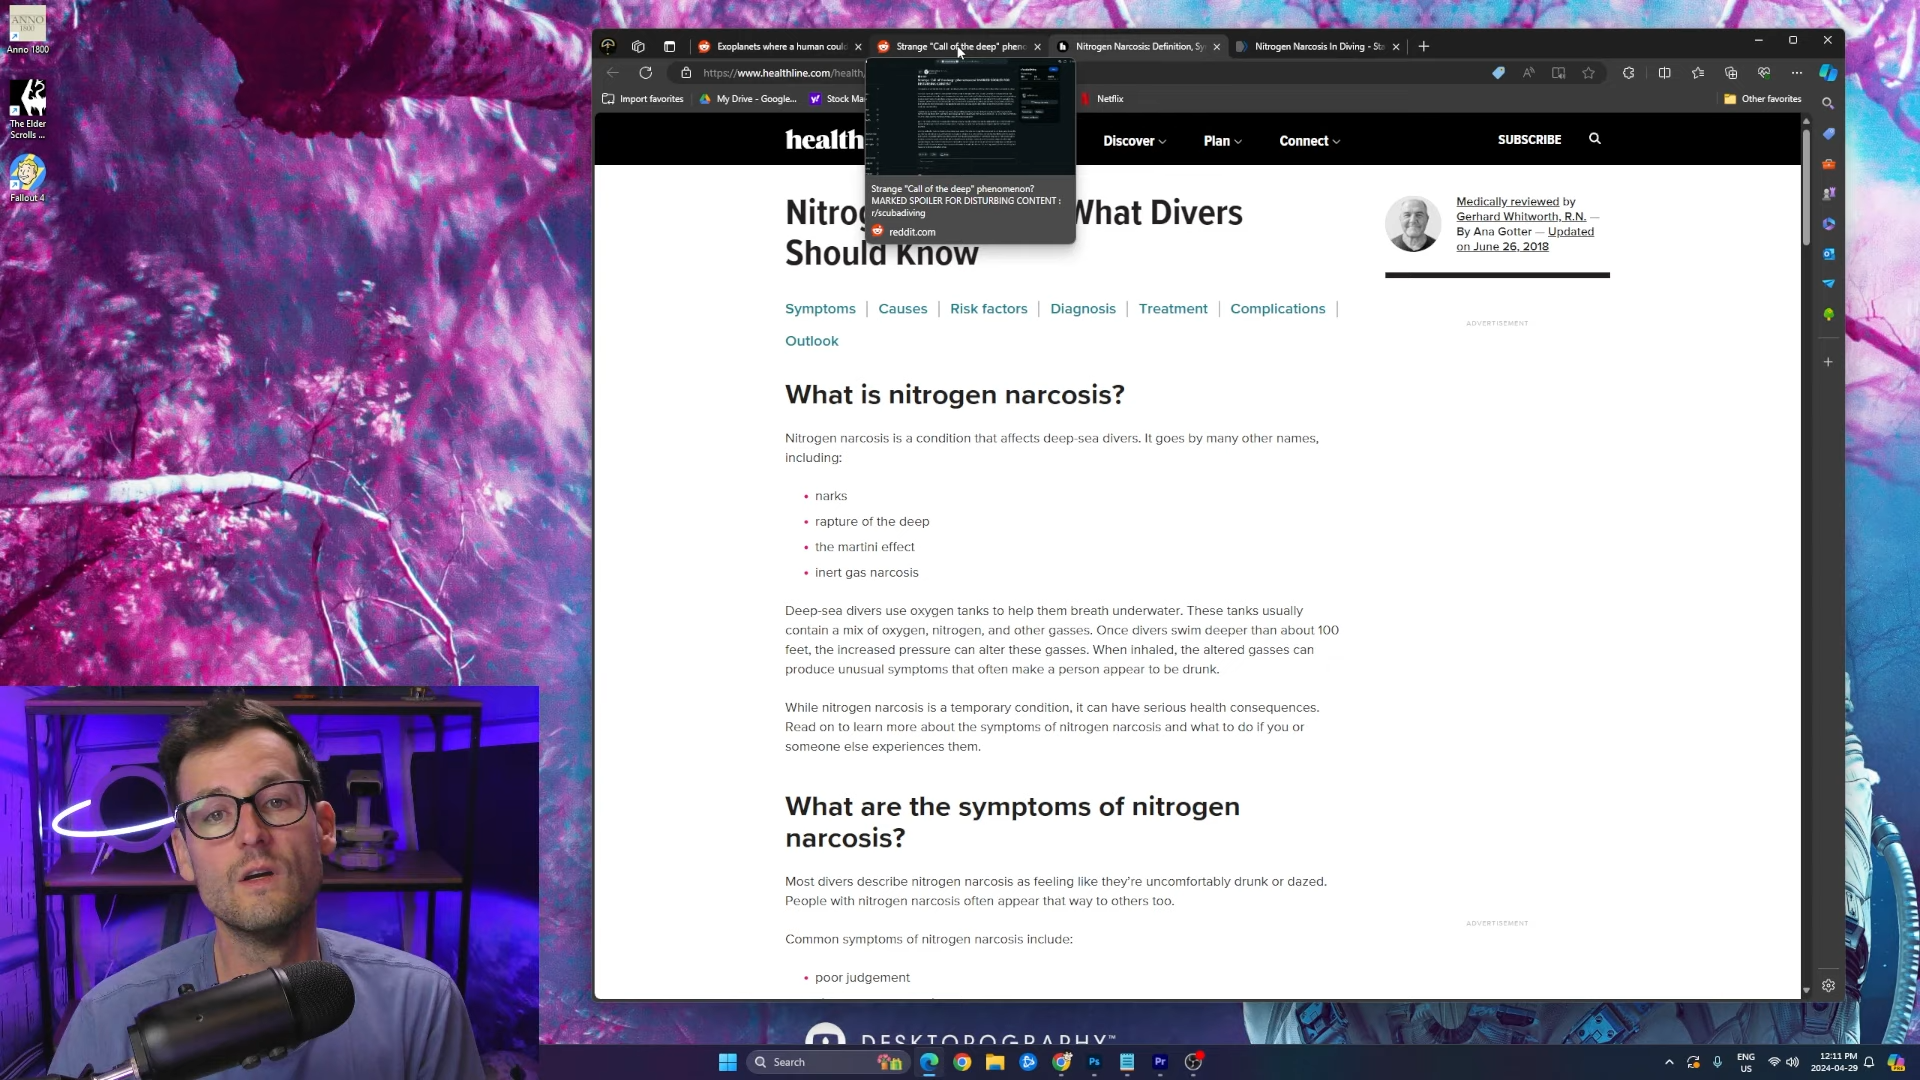 ANNO
1800
Anno 1800
The Elder
Scrolls ...
Fallout 4
Exoplanets where a human could
Strange "Call of the deep" phen
Nitrogen Narcosis: Definition, Sy
Nitrogen Narcosis In Diving - Sta
https://www.healthline.com/health
Import favorites
My Drive - Google...
Stock Ma
Netflix
Other favorites
health
Discover
Plan
Connect
SUBSCRIBE
Strange "Call of the deep" phenomenon?
MARKED SPOILER FOR DISTURBING CONTENT :
r/scubadiving
reddit.com
Nitrog
What Divers
Should Know
Medically reviewed by
Gerhard Whitworth, R.N. —
By Ana Gotter — Updated
on June 26, 2018
Symptoms | Causes | Risk factors | Diagnosis | Treatment | Complications |
Outlook
ADVERTISEMENT
What is nitrogen narcosis?
Nitrogen narcosis is a condition that affects deep-sea divers. It goes by many other names,
including:
• narks
• rapture of the deep
• the martini effect
• inert gas narcosis
Deep-sea divers use oxygen tanks to help them breath underwater. These tanks usually
contain a mix of oxygen, nitrogen, and other gasses. Once divers swim deeper than about 100
feet, the increased pressure can alter these gasses. When inhaled, the altered gasses can
produce unusual symptoms that often make a person appear to be drunk.
While nitrogen narcosis is a temporary condition, it can have serious health consequences.
Read on to learn more about the symptoms of nitrogen narcosis and what to do if you or
someone else experiences them.
What are the symptoms of nitrogen
narcosis?
Most divers describe nitrogen narcosis as feeling like they're uncomfortably drunk or dazed.
People with nitrogen narcosis often appear that way to others too.
ADVERTISEMENT
Common symptoms of nitrogen narcosis include:
• poor judgement
DESKTOPOGRAPHY™
Search
Ps
Pr
ENG
US
12:11 PM
2024-04-29